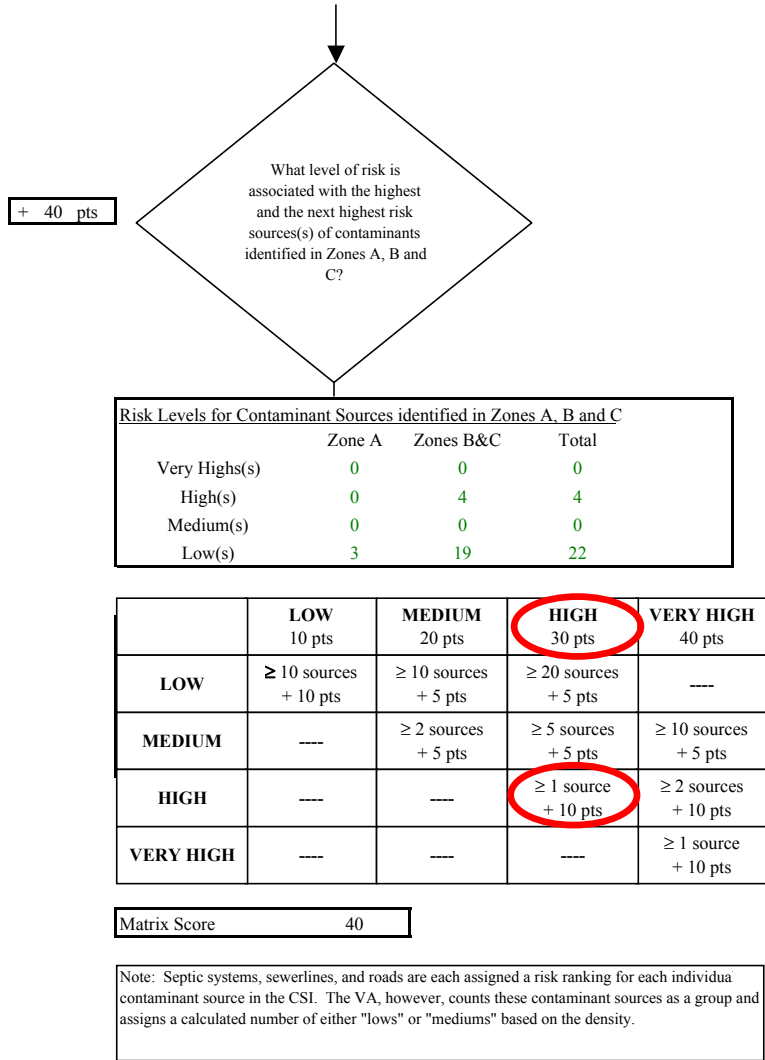 What level of risk is
associated with the highest
+ 40 pts
and the next highest risk
sources(s) of contaminants
identified in Zones A, B and
C?
Risk Levels for Contaminant Sources identified in Zones A, B and C
Zone A Zones B&C Total
Very Highs(s) 0 0 0
High(s) 0 4 4
Medium(s) 0 0 0
Low(s) 3 19 22
LOW MEDIUM HIGH VERY HIGH
10 pts 20 pts 30 pts 40 pts
LOW ≥ 10 sources ≥ 10 sources ≥ 20 sources ----
+ 10 pts + 5 pts + 5 pts
MEDIUM ---- ≥ 2 sources ≥ 5 sources ≥ 10 sources
+ 5 pts + 5 pts + 5 pts
HIGH ---- ---- ≥ 1 source ≥ 2 sources
+ 10 pts + 10 pts
VERY HIGH ---- ---- ---- ≥ 1 source
+ 10 pts
Matrix Score 40
Note: Septic systems, sewerlines, and roads are each assigned a risk ranking for each individua
contaminant source in the CSI. The VA, however, counts these contaminant sources as a group and
assigns a calculated number of either "lows" or "mediums" based on the density.